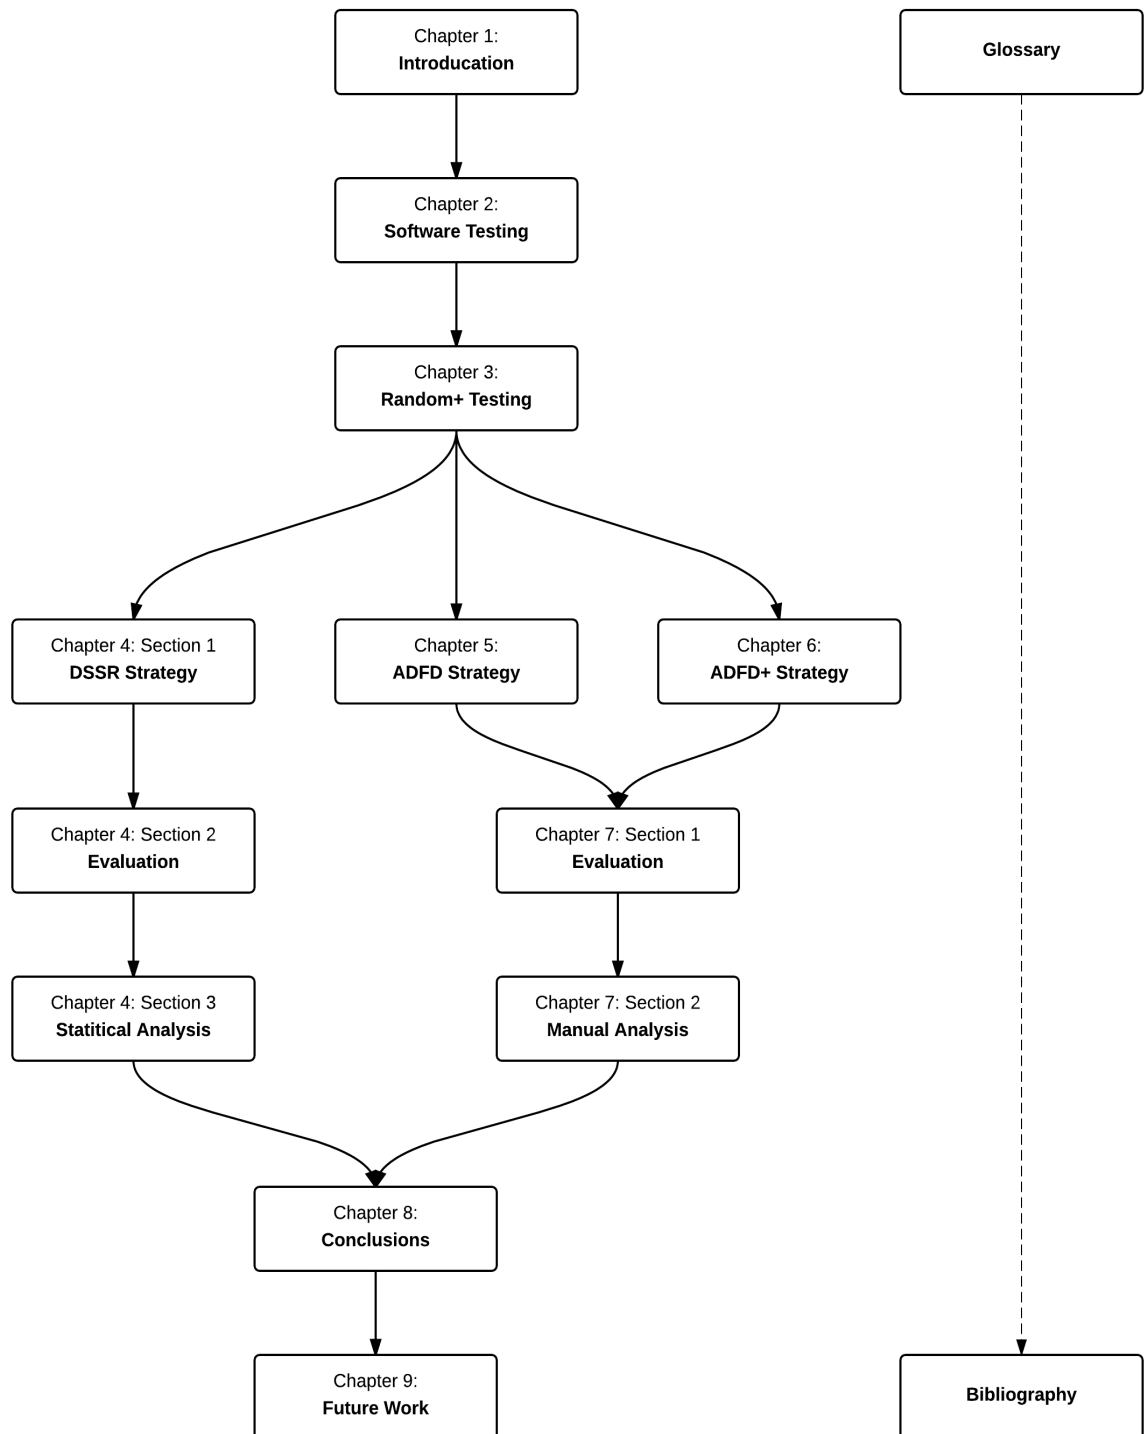 Chapter 1:
Introducation
Glossary
Chapter 2:
Software Testing
Chapter 3:
Random+ Testing
Chapter 4: Section 1
DSSR Strategy
Chapter 5:
ADFD Strategy
Chapter 6:
ADFD+ Strategy
Chapter 4: Section 2
Evaluation
Chapter 7: Section 1
Evaluation
Chapter 4: Section 3
Statitical Analysis
Chapter 7: Section 2
Manual Analysis
Chapter 8:
Conclusions
Chapter 9:
Future Work
Bibliography